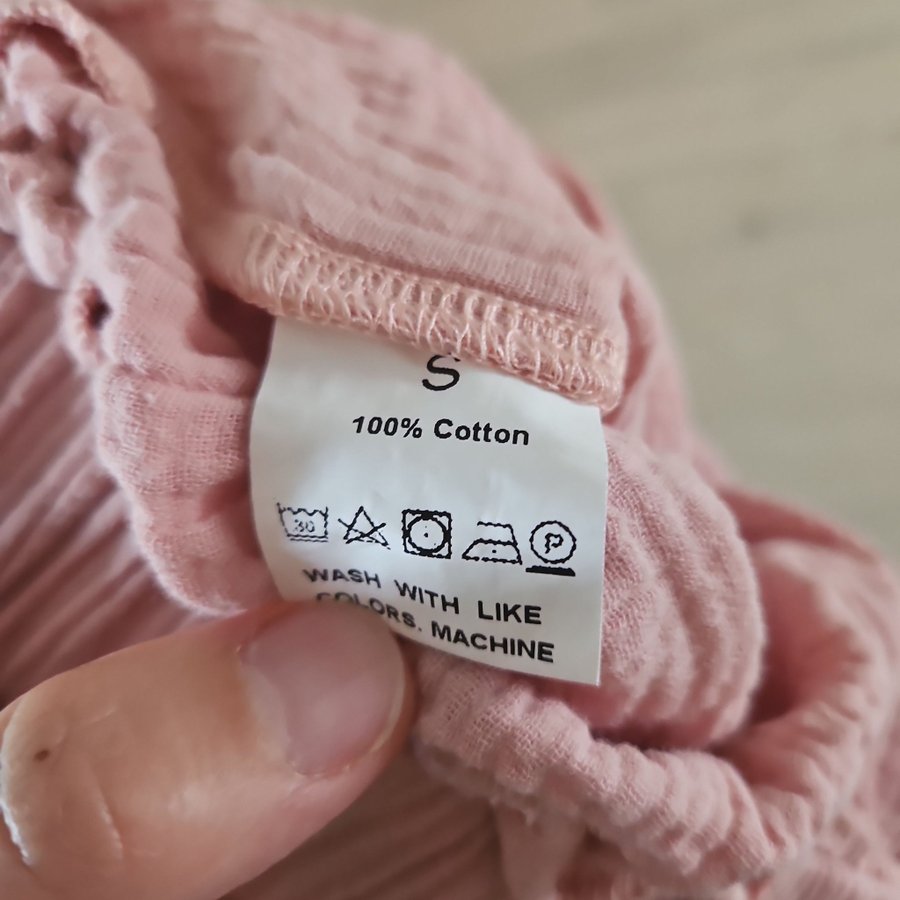 S
100% Cotton
30
P
WASH WITH LIKE
COLORS. MACHINE